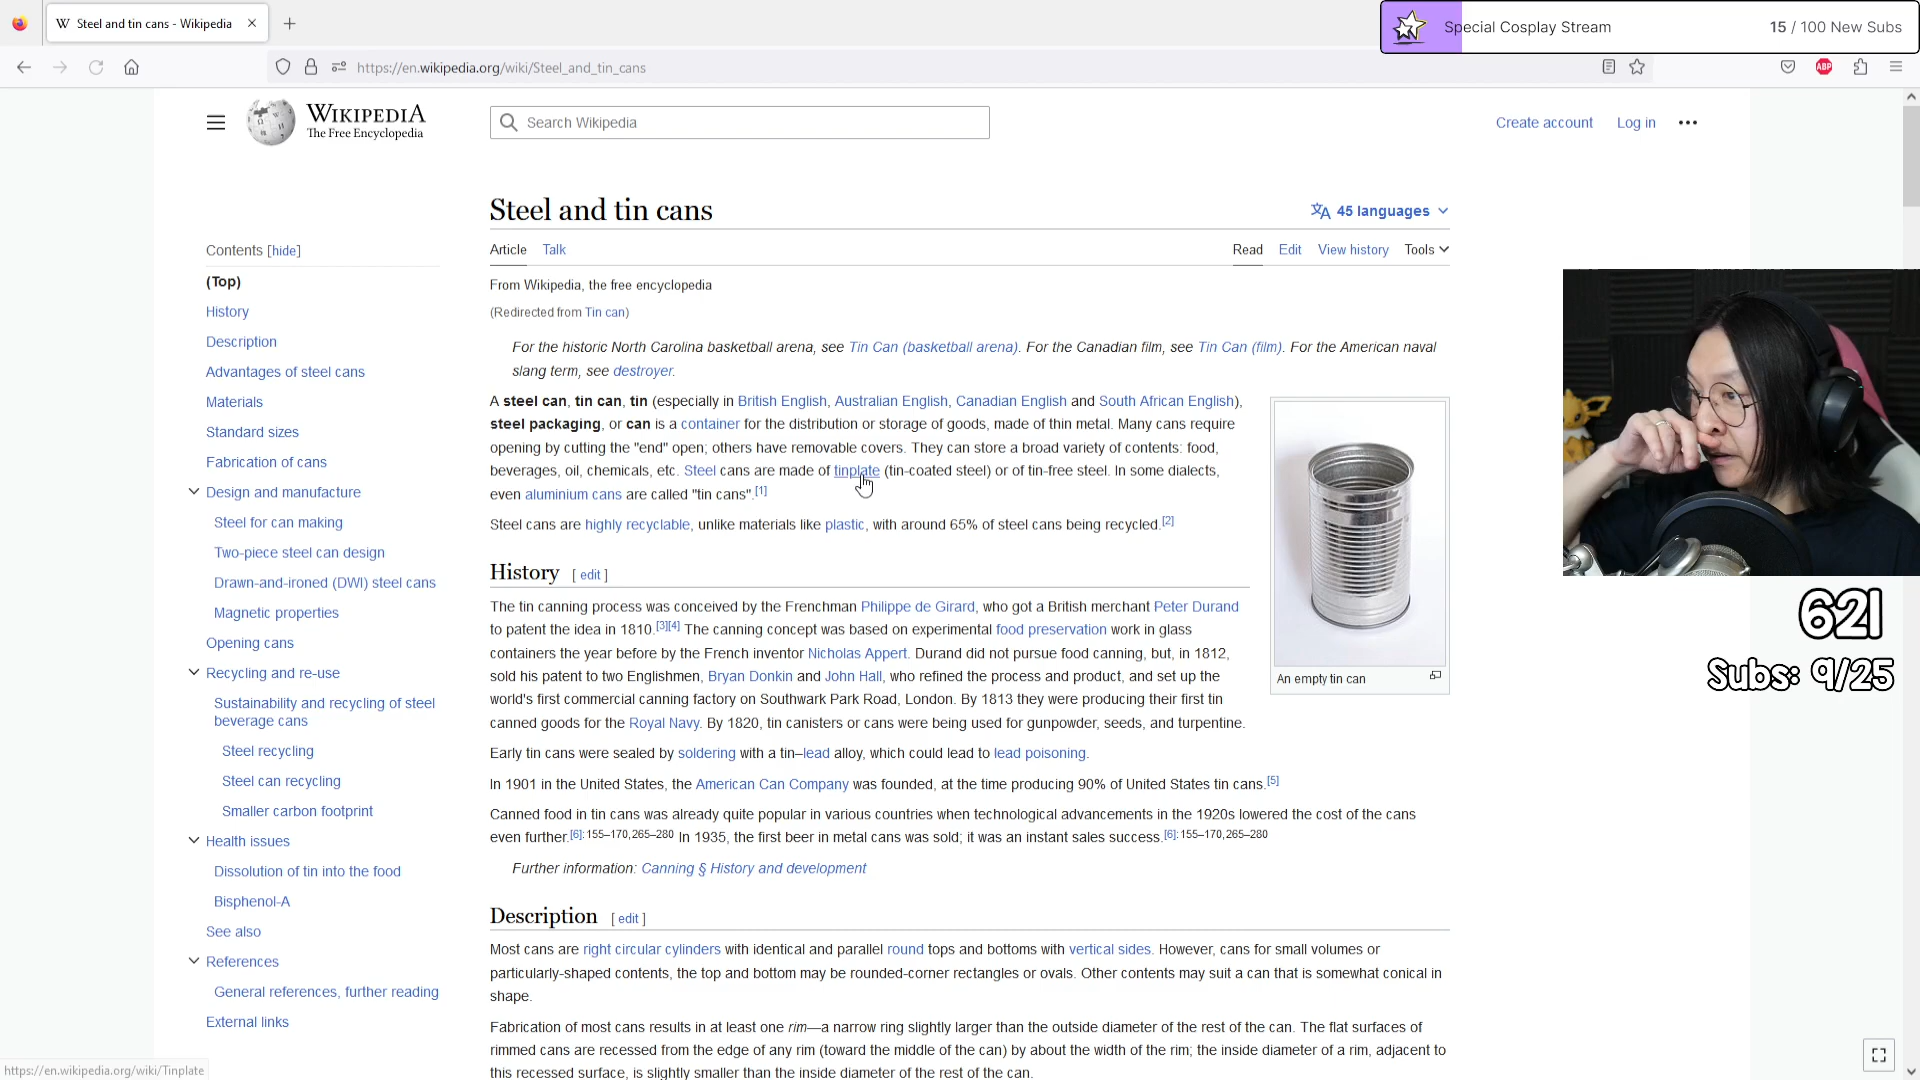 Steel and tin cans - Wikipedia
Special Cosplay Stream
15 / 100 New Subs
https://en.wikipedia.org/wiki/Steel_and_tin_cans
ABP
WIKIPEDIA
The Free Encyclopedia
Search Wikipedia
Create account
Log in
Steel and tin cans
45 languages
Article
Talk
Read
Edit
View history
Tools
Contents [hide]
(Top)
History
Description
Advantages of steel cans
Materials
Standard sizes
Fabrication of cans
Design and manufacture
Steel for can making
Two-piece steel can design
Drawn-and-ironed (DWI) steel cans
Magnetic properties
Opening cans
Recycling and re-use
Sustainability and recycling of steel
beverage cans
Steel recycling
Steel can recycling
Smaller carbon footprint
Health issues
Dissolution of tin into the food
Bisphenol-A
See also
References
General references, further reading
External links
From Wikipedia, the free encyclopedia
(Redirected from Tin can)
For the historic North Carolina basketball arena, see Tin Can (basketball arena). For the Canadian film, see Tin Can (film). For the American naval
slang term, see destroyer.
A steel can, tin can, tin (especially in British English, Australian English, Canadian English and South African English),
steel packaging, or can is a container for the distribution or storage of goods, made of thin metal. Many cans require
opening by cutting the "end" open; others have removable covers. They can store a broad variety of contents: food,
beverages, oil, chemicals, etc. Steel cans are made of tinplate (tin-coated steel) or of tin-free steel. In some dialects,
even aluminium cans are called "tin cans".[1]
Steel cans are highly recyclable, unlike materials like plastic, with around 65% of steel cans being recycled.[2]
An empty tin can
History [ edit ]
The tin canning process was conceived by the Frenchman Philippe de Girard, who got a British merchant Peter Durand
to patent the idea in 1810.[3][4] The canning concept was based on experimental food preservation work in glass
containers the year before by the French inventor Nicholas Appert. Durand did not pursue food canning, but, in 1812,
sold his patent to two Englishmen, Bryan Donkin and John Hall, who refined the process and product, and set up the
world's first commercial canning factory on Southwark Park Road, London. By 1813 they were producing their first tin
canned goods for the Royal Navy. By 1820, tin canisters or cans were being used for gunpowder, seeds, and turpentine.
Early tin cans were sealed by soldering with a tin–lead alloy, which could lead to lead poisoning.
In 1901 in the United States, the American Can Company was founded, at the time producing 90% of United States tin cans.[5]
Canned food in tin cans was already quite popular in various countries when technological advancements in the 1920s lowered the cost of the cans
even further.[6]: 155–170, 265–280 In 1935, the first beer in metal cans was sold; it was an instant sales success.[6]: 155–170, 265–280
Further information: Canning § History and development
Description [ edit ]
Most cans are right circular cylinders with identical and parallel round tops and bottoms with vertical sides. However, cans for small volumes or
particularly-shaped contents, the top and bottom may be rounded-corner rectangles or ovals. Other contents may suit a can that is somewhat conical in
shape.
Fabrication of most cans results in at least one rim—a narrow ring slightly larger than the outside diameter of the rest of the can. The flat surfaces of
rimmed cans are recessed from the edge of any rim (toward the middle of the can) by about the width of the rim; the inside diameter of a rim, adjacent to
this recessed surface, is slightly smaller than the inside diameter of the rest of the can.
621
Subs: 9/25
https://en.wikipedia.org/wiki/Tinplate